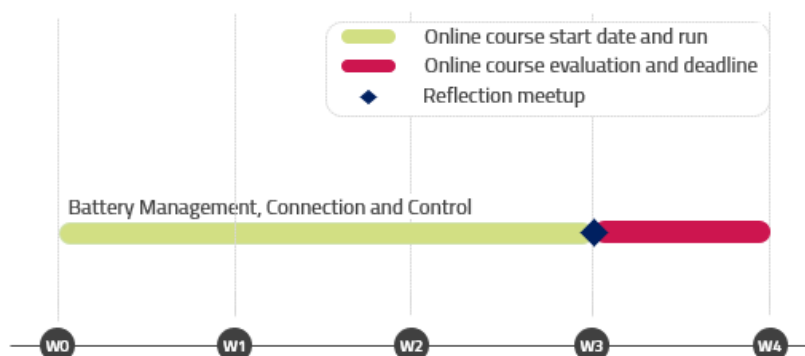 Online course start date and run
Online course evaluation and deadline
Reflection meetup
Battery Management, Connection and Control
W0 W1 W2 W3 W4